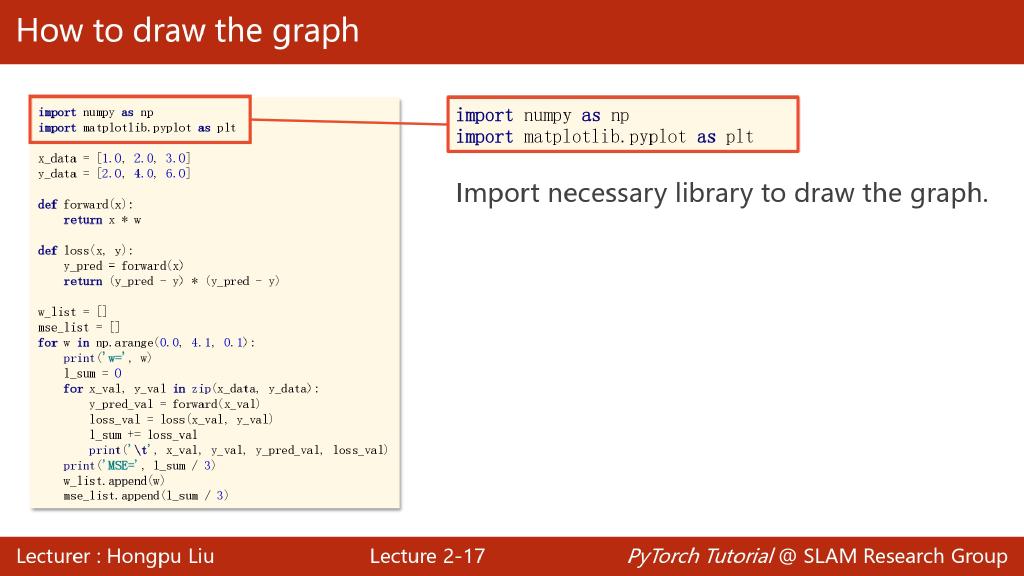 How to draw the graph
import numpy as np
import matplotlib.pyplot as plt
x_data = [1.0, 2.0, 3.0]
y_data = [2.0, 4.0, 6.0]
def forward(x):
    return x * w
def loss(x, y):
    y_pred = forward(x)
    return (y_pred - y) * (y_pred - y)
w_list = []
mse_list = []
for w in np.arange(0.0, 4.1, 0.1):
    print('w=', w)
    l_sum = 0
    for x_val, y_val in zip(x_data, y_data):
        y_pred_val = forward(x_val)
        loss_val = loss(x_val, y_val)
        l_sum += loss_val
        print('\t', x_val, y_val, y_pred_val, loss_val)
    print('MSE=', l_sum / 3)
    w_list.append(w)
    mse_list.append(l_sum / 3)
import numpy as np
import matplotlib.pyplot as plt
Import necessary library to draw the graph.
Lecturer : Hongpu Liu
Lecture 2-17
PyTorch Tutorial @ SLAM Research Group